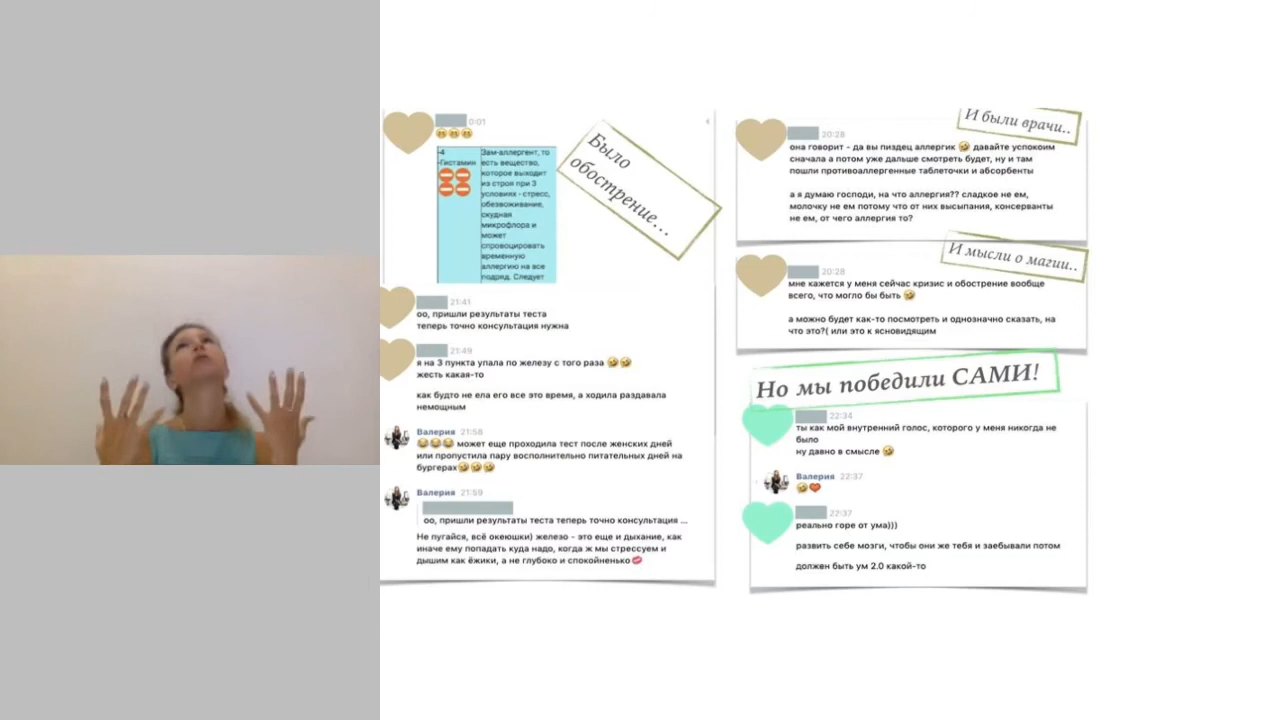 0:01
-4
-Гистамин
Зам-аллергент, то
есть вещество,
которое выходит
из строя при 3
условиях - стресс,
обезвоживание,
скудная
микрофлора и
может
спровоцировать
временную
аллергию на все
подряд. Следует
Было
обострение...
21:41
оо, пришли результаты теста
теперь точно консультация нужна
21:49
я на 3 пункта упала по железу с того раза 🤣🤣
жесть какая-то
как будто не ела его все это время, а ходила раздавала
немощным
Валерия 21:58
😂😂😂 может еще проходила тест после женских дней
или пропустила пару восполнительно питательных дней на
бургерах🤣🤣🤣
Валерия 21:59
оо, пришли результаты теста теперь точно консультация ...
Не пугайся, всё океюшки) железо - это еще и дыхание, как
иначе ему попадать куда надо, когда ж мы стрессуем и
дышим как ёжики, а не глубоко и спокойненько💋
И были врачи..
20:28
она говорит - да вы пиздец аллергик 🤣 давайте успокоим
сначала а потом уже дальше смотреть будет, ну и там
пошли противоаллергенные таблеточки и абсорбенты
а я думаю господи, на что аллергия?? сладкое не ем,
молочку не ем потому что от них высыпания, консерванты
не ем, от чего аллергия то?
И мысли о магии..
20:28
мне кажется у меня сейчас кризис и обострение вообще
всего, что могло бы быть 🤣
а можно будет как-то посмотреть и однозначно сказать, на
что это?( или это к ясновидящим
Но мы победили САМИ!
22:34
ты как мой внутренний голос, которого у меня никогда не
было
ну давно в смысле 🤣
Валерия 22:37
22:37
реально горе от ума)))
развить себе мозги, чтобы они же тебя и заебывали потом
должен быть ум 2.0 какой-то